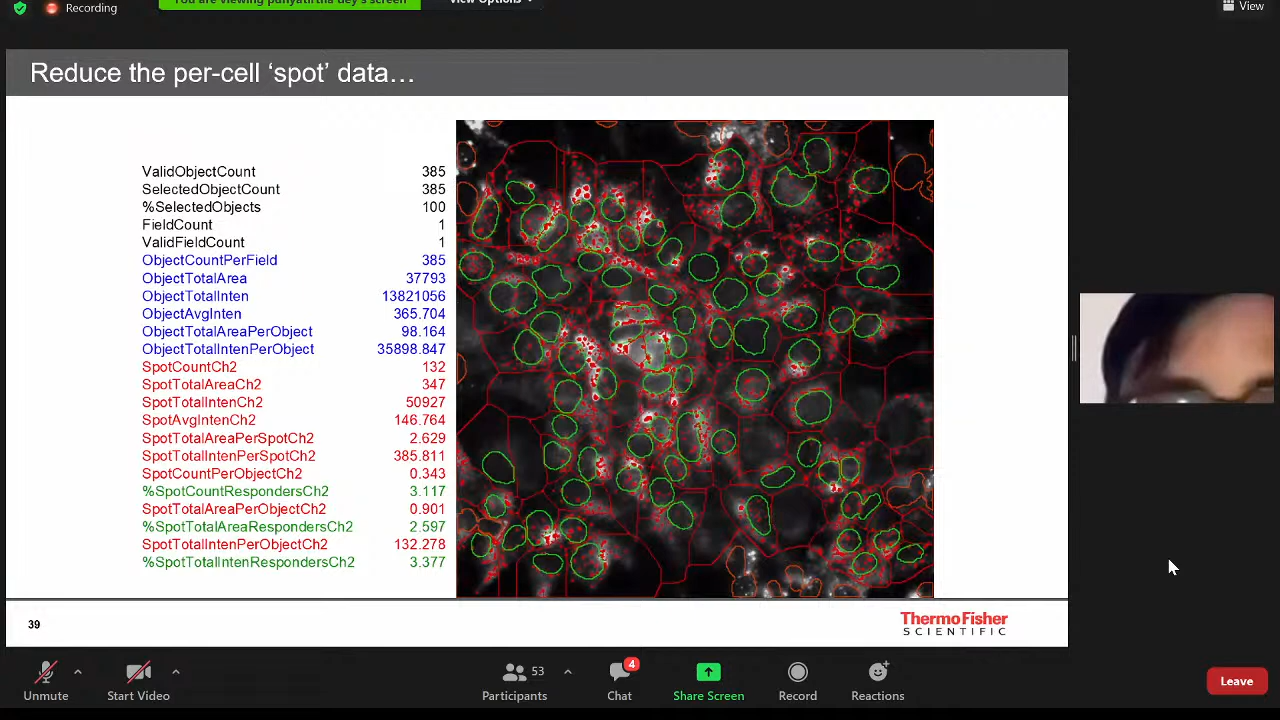 Recording
You are viewing punyatirtha dey's screen
View Options
View
Reduce the per-cell 'spot' data…
ValidObjectCount 385
SelectedObjectCount 385
%SelectedObjects 100
FieldCount 1
ValidFieldCount 1
ObjectCountPerField 385
ObjectTotalArea 37793
ObjectTotalInten 13821056
ObjectAvgInten 365.704
ObjectTotalAreaPerObject 98.164
ObjectTotalIntenPerObject 35898.847
SpotCountCh2 132
SpotTotalAreaCh2 347
SpotTotalIntenCh2 50927
SpotAvgIntenCh2 146.764
SpotTotalAreaPerSpotCh2 2.629
SpotTotalIntenPerSpotCh2 385.811
SpotCountPerObjectCh2 0.343
%SpotCountRespondersCh2 3.117
SpotTotalAreaPerObjectCh2 0.901
%SpotTotalAreaRespondersCh2 2.597
SpotTotalIntenPerObjectCh2 132.278
%SpotTotalIntenRespondersCh2 3.377
39
ThermoFisher
SCIENTIFIC
53
4
Unmute
Start Video
Participants
Chat
Share Screen
Record
Reactions
Leave